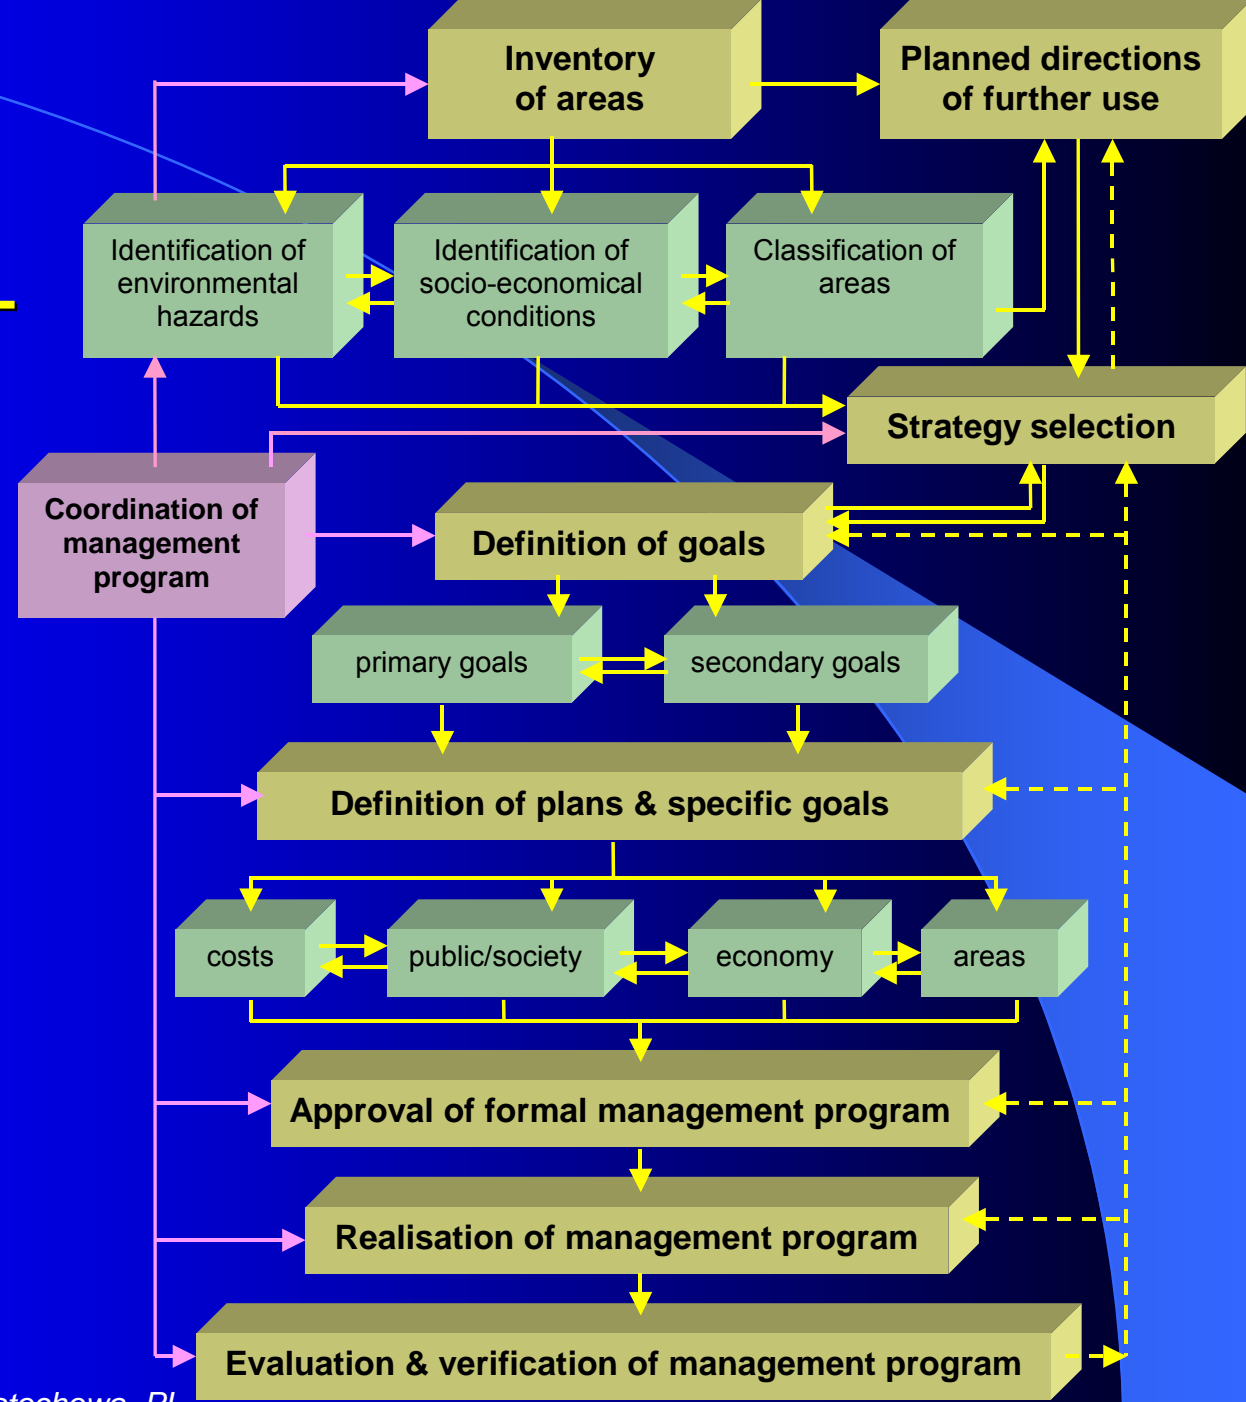 Inventory
of areas
Planned directions
of further use
Identification of
environmental
hazards
Identification of
socio-economical
conditions
Classification of
areas
Strategy selection
Coordination of
management
program
Definition of goals
primary goals
secondary goals
Definition of plans & specific goals
costs
public/society
economy
areas
Approval of formal management program
Realisation of management program
Evaluation & verification of management program